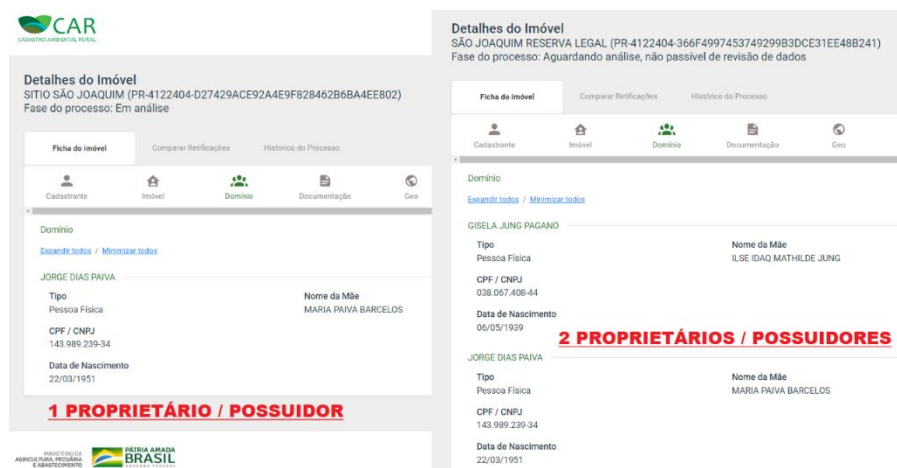 CAR
CADASTRO AMBIENTAL RURAL
Detalhes do Imóvel
SITIO SÃO JOAQUIM (PR-4122404-D27429ACE92A4E9F828462B6BA4EE802)
Fase do processo: Em análise
Ficha do imóvel
Comparar Retificações
Histórico do Processo
Cadastrante
Imóvel
Domínio
Documentação
Geo
Domínio
Expandir todos / Minimizar todos
JORGE DIAS PAIVA
Tipo
Pessoa Física
Nome da Mãe
MARIA PAIVA BARCELOS
CPF / CNPJ
143.989.239-34
Data de Nascimento
22/03/1951
1 PROPRIETÁRIO / POSSUIDOR
MINISTÉRIO DA
AGRICULTURA, PECUÁRIA
E ABASTECIMENTO
PÁTRIA AMADA
BRASIL
GOVERNO FEDERAL
Detalhes do Imóvel
SÃO JOAQUIM RESERVA LEGAL (PR-4122404-366F4997453749299B3DCE31EE48B241)
Fase do processo: Aguardando análise, não passível de revisão de dados
Ficha do imóvel
Comparar Retificações
Histórico do Processo
Cadastrante
Imóvel
Domínio
Documentação
Geo
Domínio
Expandir todos / Minimizar todos
GISELA JUNG PAGANO
Tipo
Pessoa Física
Nome da Mãe
ILSE IDAQ MATHILDE JUNG
CPF / CNPJ
038.067.408-44
Data de Nascimento
06/05/1939
2 PROPRIETÁRIOS / POSSUIDORES
JORGE DIAS PAIVA
Tipo
Pessoa Física
Nome da Mãe
MARIA PAIVA BARCELOS
CPF / CNPJ
143.989.239-34
Data de Nascimento
22/03/1951